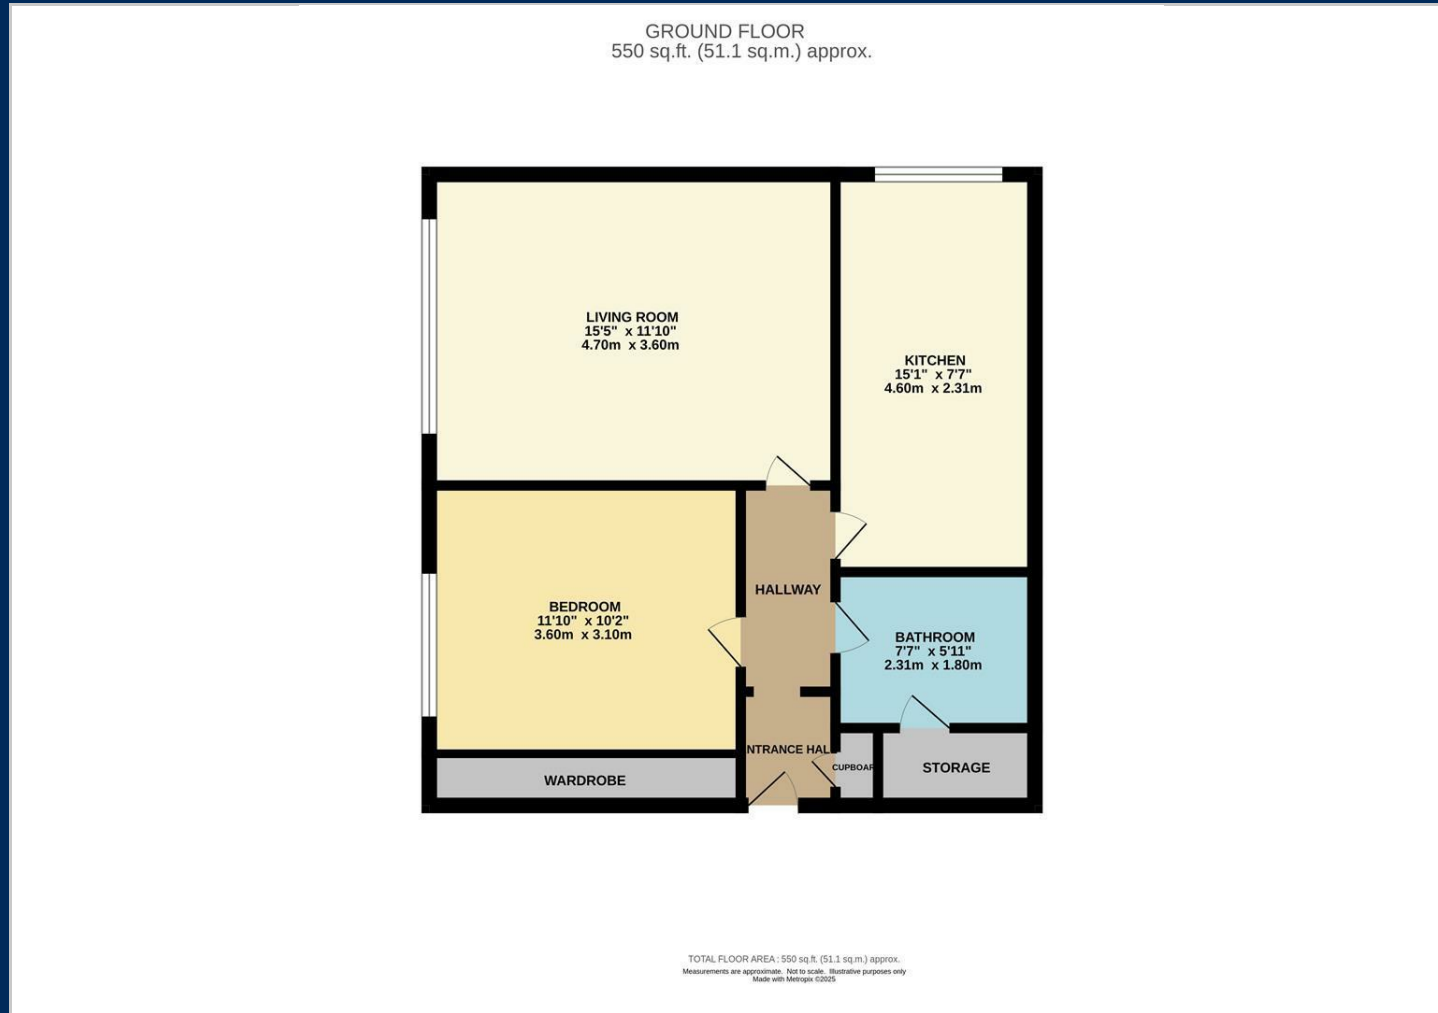 GROUND FLOOR
550 sq.ft. (51.1 sq.m.) approx.
LIVING ROOM
15'5" x 11'10"
4.70m x 3.60m
KITCHEN
15'1" x 7'7"
4.60m x 2.31m
HALLWAY
BEDROOM
11'10" x 10'2"
3.60m x 3.10m
BATHROOM
7'7" x 5'11"
2.31m x 1.80m
NTRANCE HAL
CUPBOAR
STORAGE
WARDROBE
TOTAL FLOOR AREA : 550 sq.ft. (51.1 sq.m.) approx.
Measurements are approximate. Not to scale. Illustrative purposes only
Made with Metropix ©2025